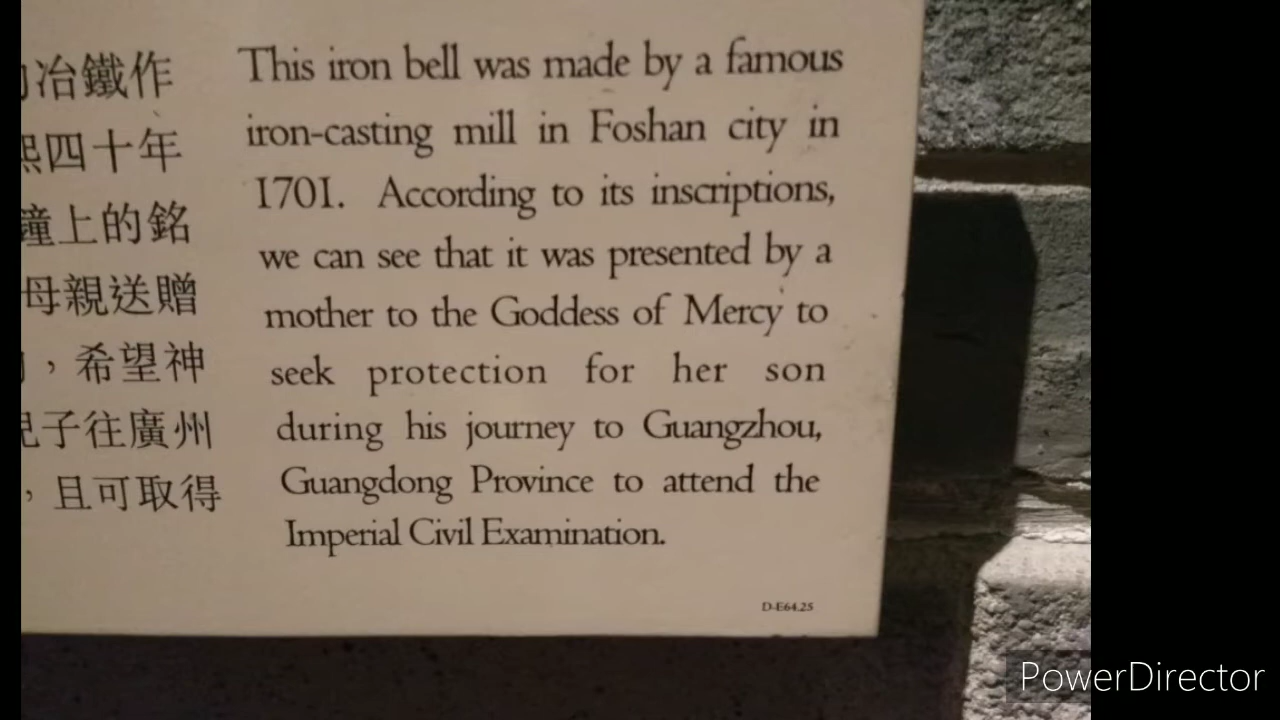 冶鐵作
熙四十年
鐘上的銘
母親送贈
，希望神
兒子往廣州
，且可取得
This iron bell was made by a famous
iron-casting mill in Foshan city in
1701. According to its inscriptions,
we can see that it was presented by a
mother to the Goddess of Mercy to
seek protection for her son
during his journey to Guangzhou,
Guangdong Province to attend the
Imperial Civil Examination.
D-E64.25
PowerDirector